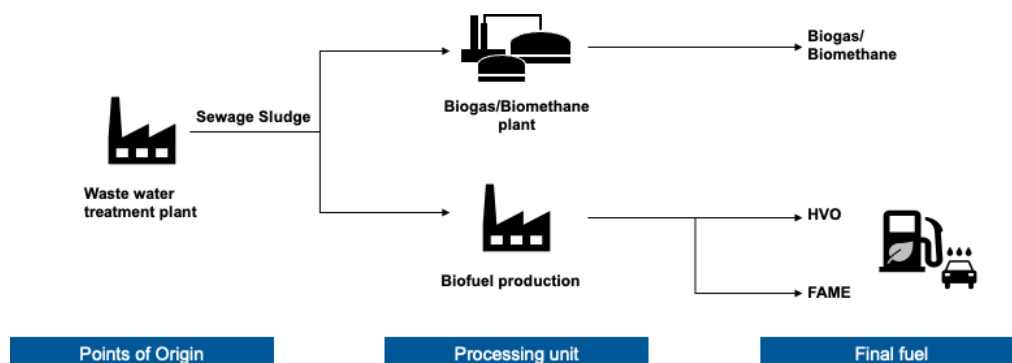 Biogas/
Biomethane
Sewage Sludge
Biogas/Biomethane
plant
Waste water
treatment plant
HVO
Biofuel production
FAME
Points of Origin
Processing unit
Final fuel